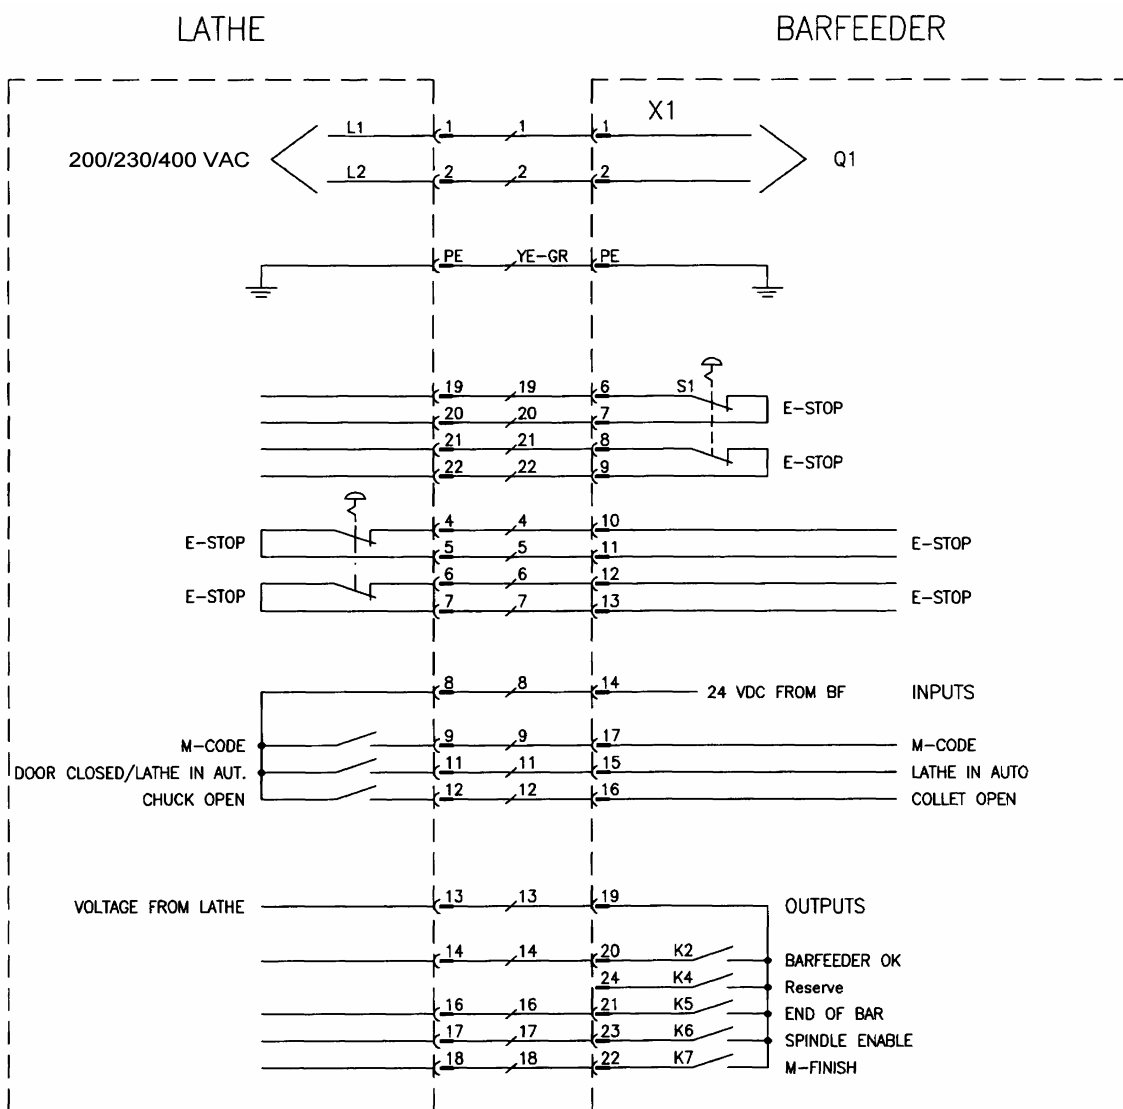 LATHE BARFEEDER
X1
L1 1 1 1
200/230/400 VAC Q1
L2 2 2 2
PE YE-GR PE
19 19 6 S1
E-STOP
20 20 7
21 21 8
E-STOP
22 22 9
4 4 10
E-STOP E-STOP
5 5 11
6 6 12
E-STOP E-STOP
7 7 13
8 8 14 24 VDC FROM BF INPUTS
M-CODE 9 9 17 M-CODE
DOOR CLOSED/LATHE IN AUT. 11 11 15 LATHE IN AUTO
CHUCK OPEN 12 12 16 COLLET OPEN
VOLTAGE FROM LATHE 13 13 19 OUTPUTS
14 14 20 K2 BARFEEDER OK
24 K4 Reserve
16 16 21 K5 END OF BAR
17 17 23 K6 SPINDLE ENABLE
18 18 22 K7 M-FINISH